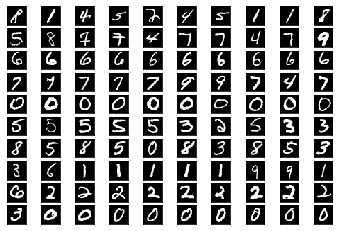 8 1 4 5 2 4 5 1 1 8
5 8 7 7 4 7 7 4 7 9
6 6 6 6 6 6 6 6 6 6
7 7 7 7 7 9 9 7 4 7
0 0 0 0 0 0 0 0 0 0
5 5 5 5 5 3 2 5 3 3
8 5 8 5 0 8 3 8 5 3
3 6 1 1 1 1 1 9 9 1
6 2 2 2 2 2 2 2 2 2
3 0 0 0 0 0 0 0 0 0